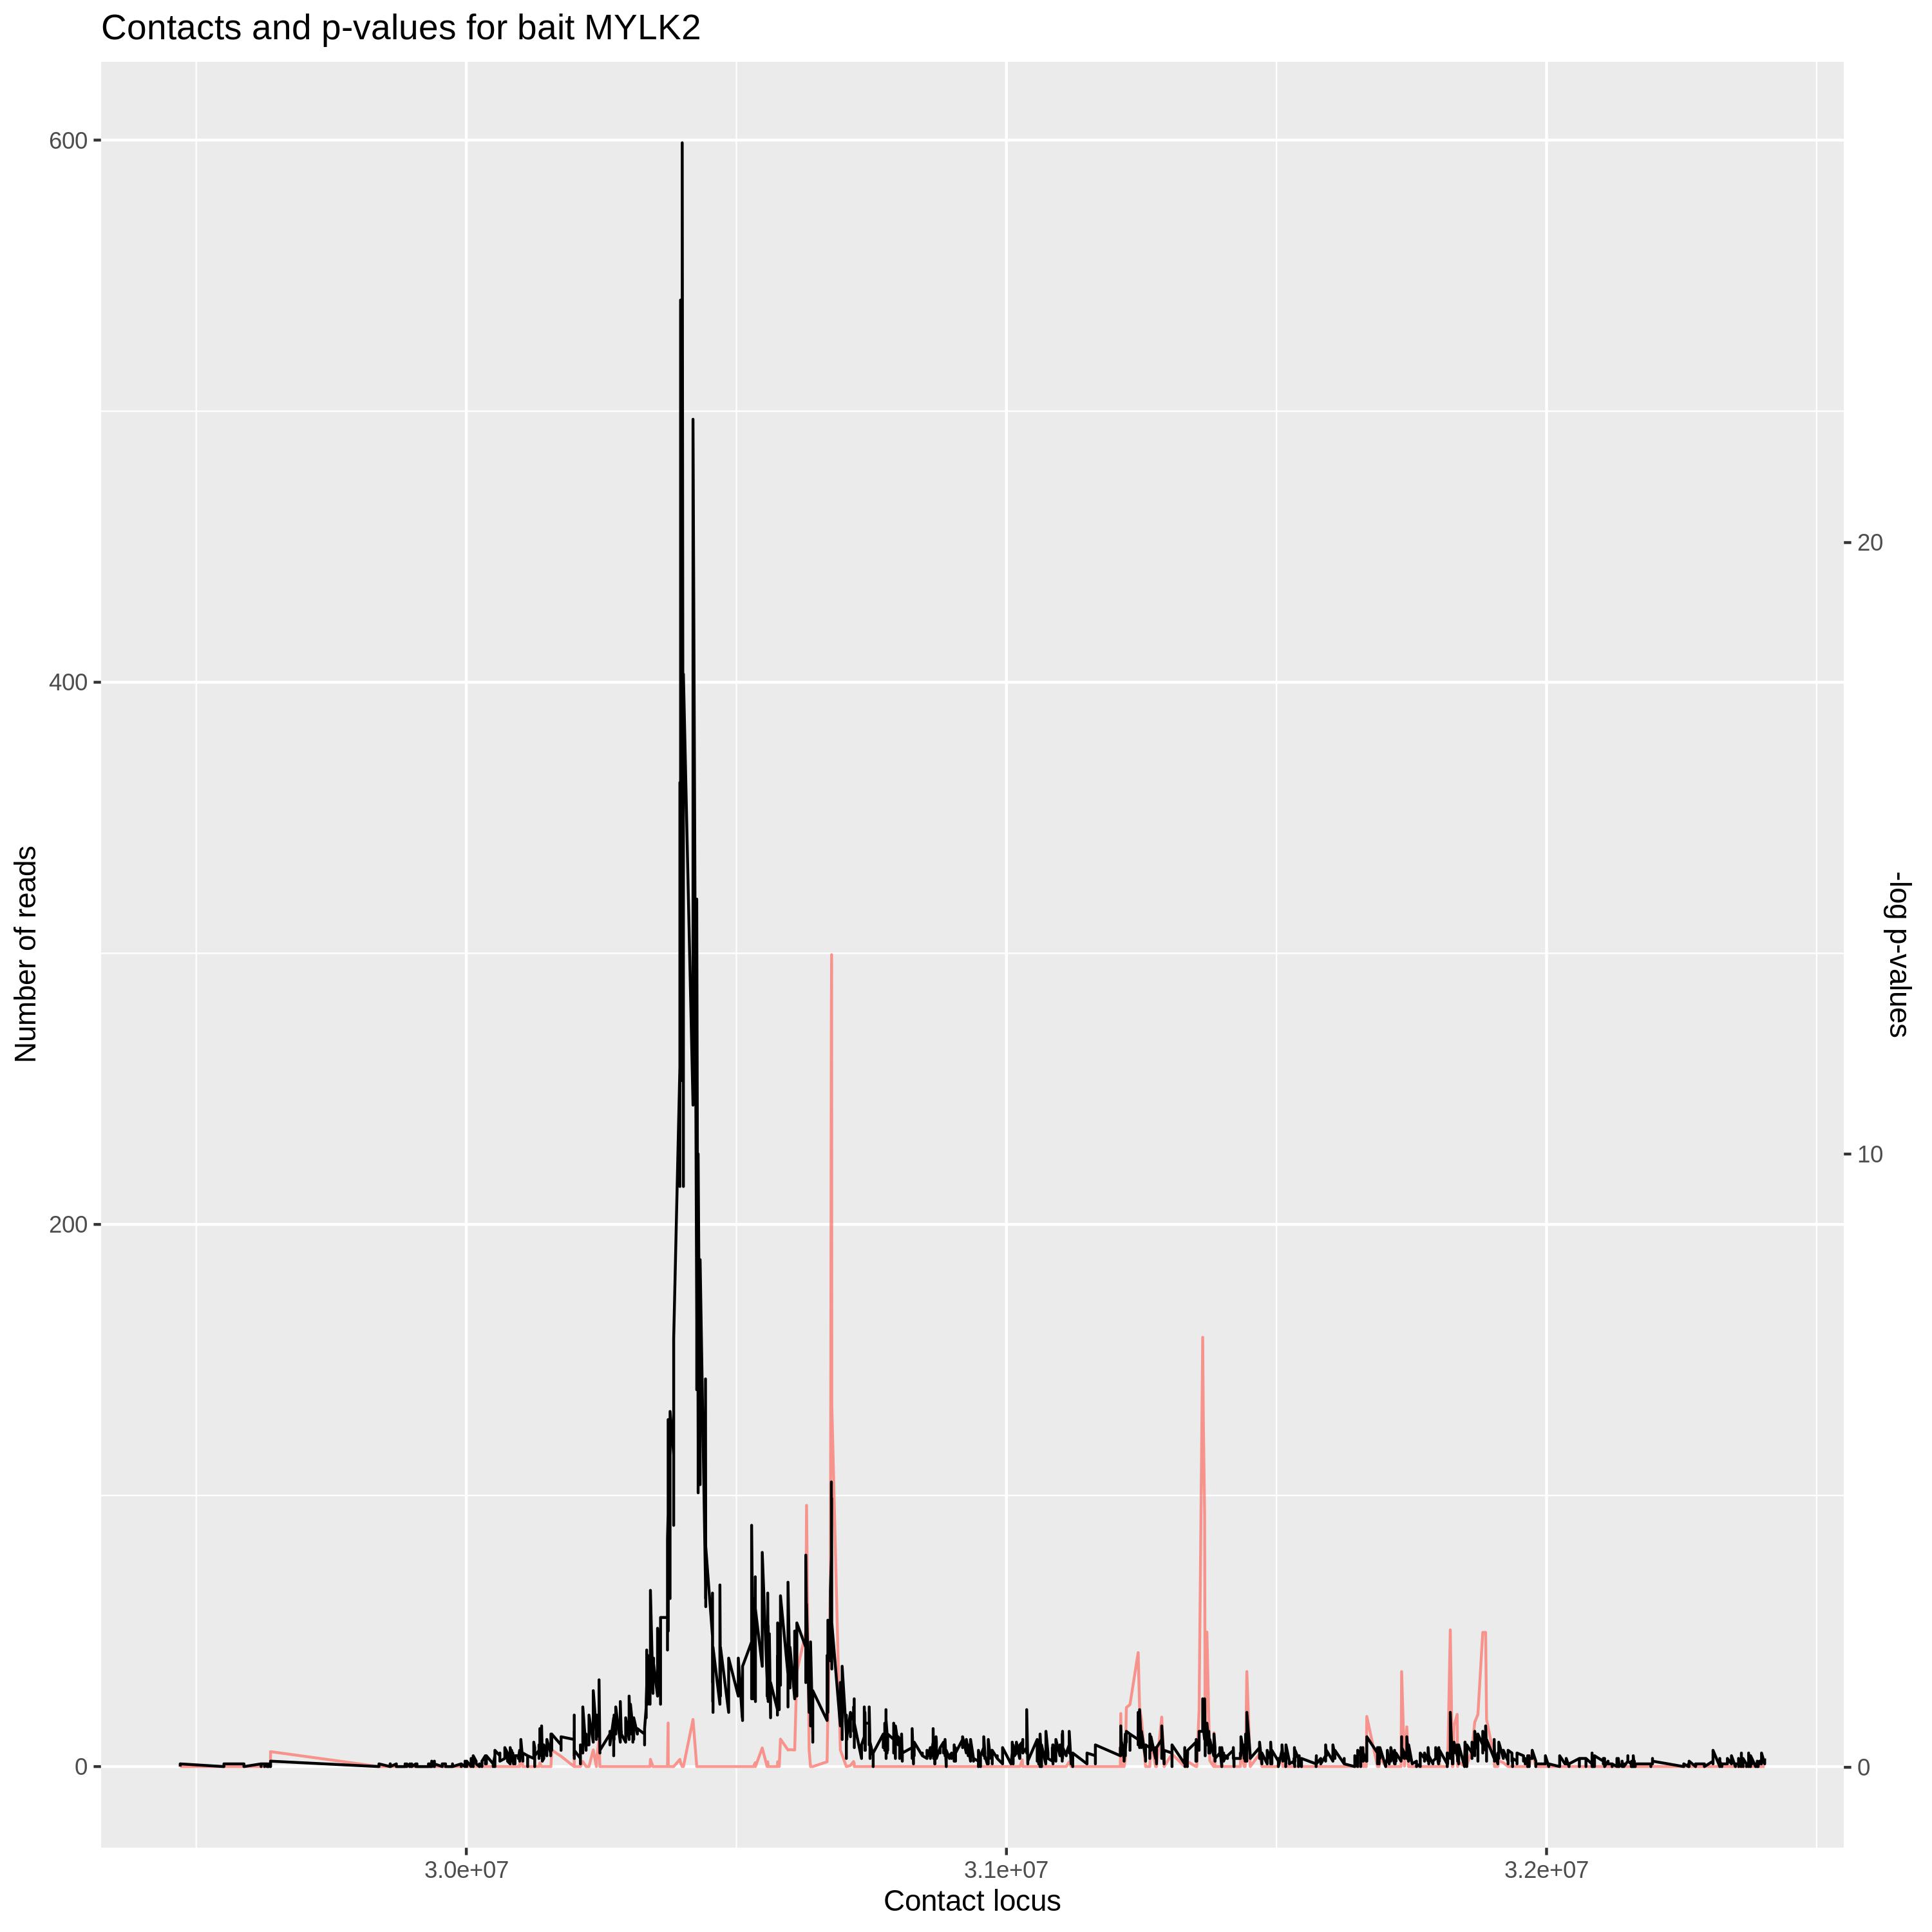 Contacts and p-values for bait MYLK2
600
400
200
0
Number of reads
20
10
0
-log p-values
3.0e+07
3.1e+07
3.2e+07
Contact locus